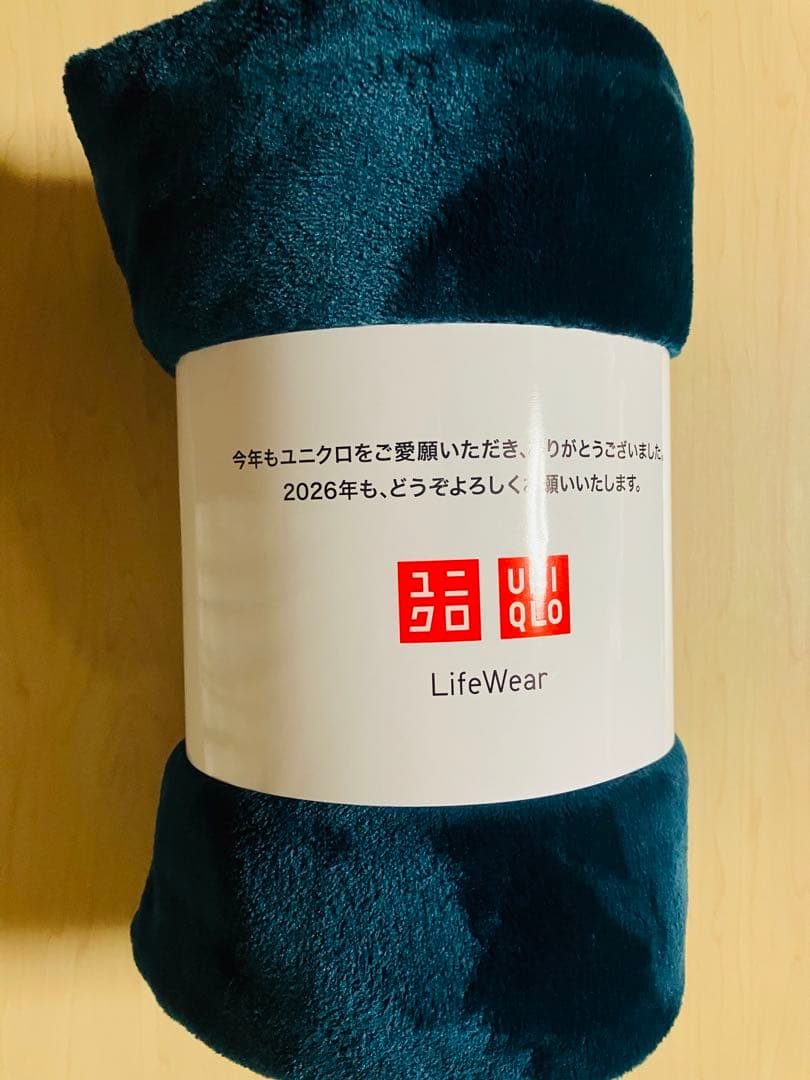 今年もユニクロをご愛願いただき、ありがとうございました。
2026年も、どうぞよろしくお願いいたします。
ユニ
クロ
UNI
QLO
LifeWear